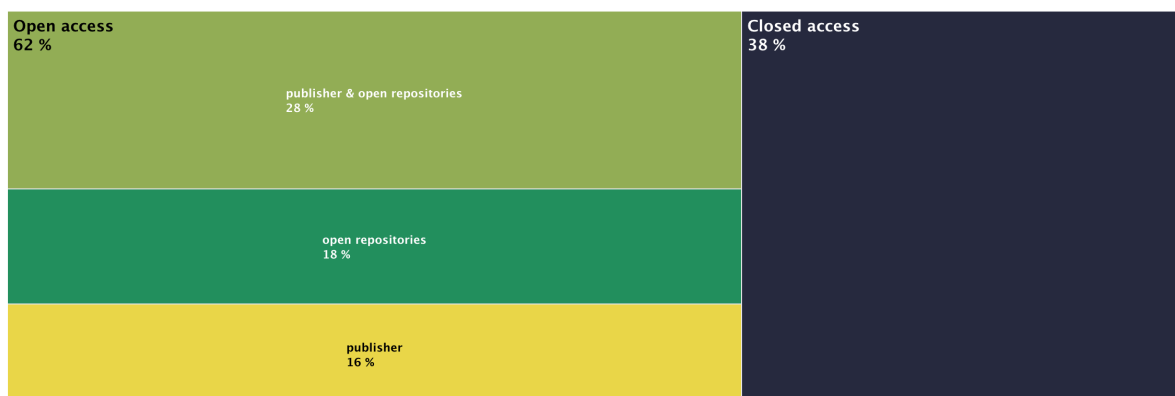 Open access
62 %
publisher & open repositories
28 %
open repositories
18 %
publisher
16 %
Closed access
38 %